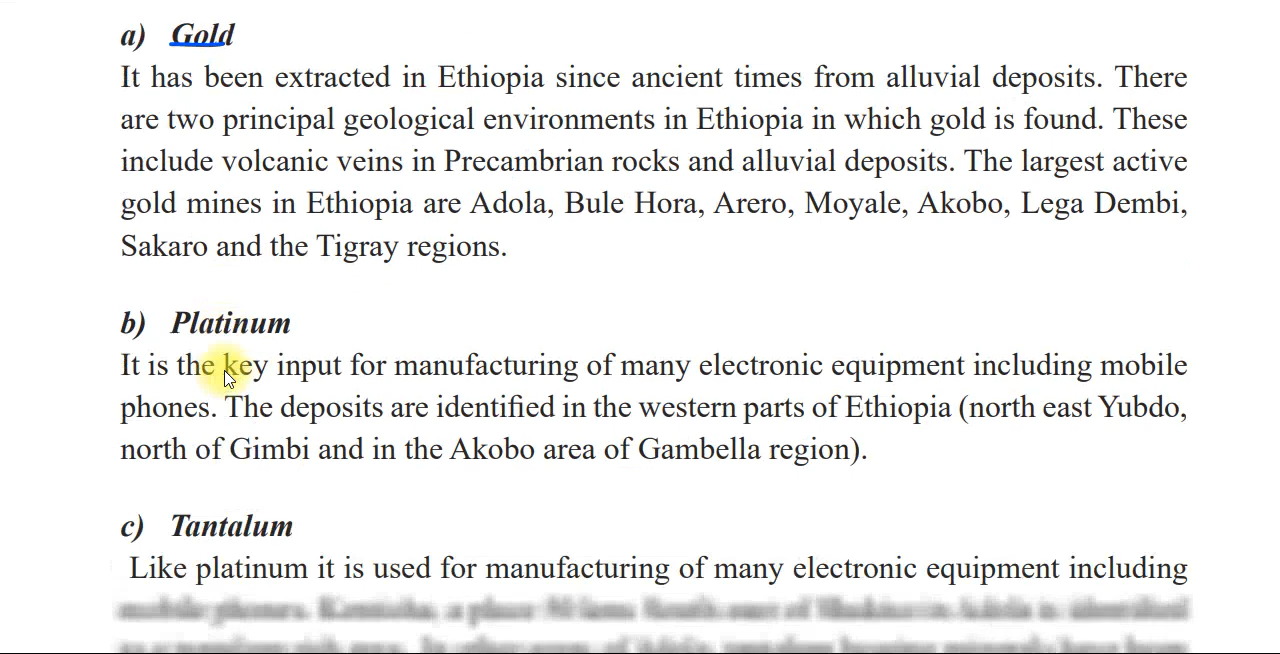 a) Gold
It has been extracted in Ethiopia since ancient times from alluvial deposits. There
are two principal geological environments in Ethiopia in which gold is found. These
include volcanic veins in Precambrian rocks and alluvial deposits. The largest active
gold mines in Ethiopia are Adola, Bule Hora, Arero, Moyale, Akobo, Lega Dembi,
Sakaro and the Tigray regions.
b) Platinum
It is the key input for manufacturing of many electronic equipment including mobile
phones. The deposits are identified in the western parts of Ethiopia (north east Yubdo,
north of Gimbi and in the Akobo area of Gambella region).
c) Tantalum
Like platinum it is used for manufacturing of many electronic equipment including
mobile phones.